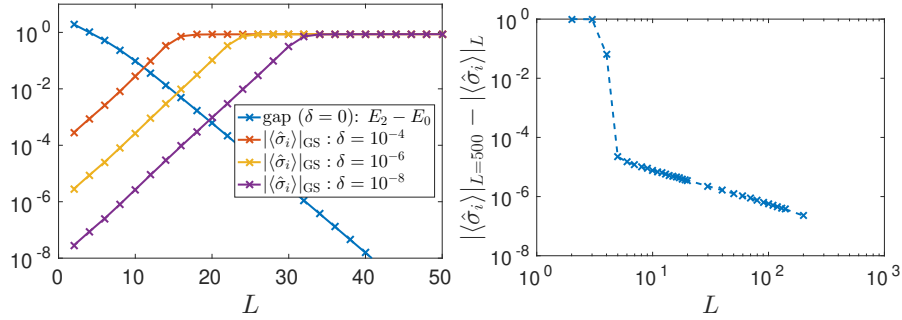 10^0
10^-2
10^-4
10^-6
10^-8
0 10 20 30 40 50
L
gap (δ = 0): E_2 − E_0
|⟨σ̂_i⟩|_GS : δ = 10^-4
|⟨σ̂_i⟩|_GS : δ = 10^-6
|⟨σ̂_i⟩|_GS : δ = 10^-8
|⟨σ̂_i⟩|_{L=500} − |⟨σ̂_i⟩|_L
10^0
10^-2
10^-4
10^-6
10^-8
10^0 10^1 10^2 10^3
L